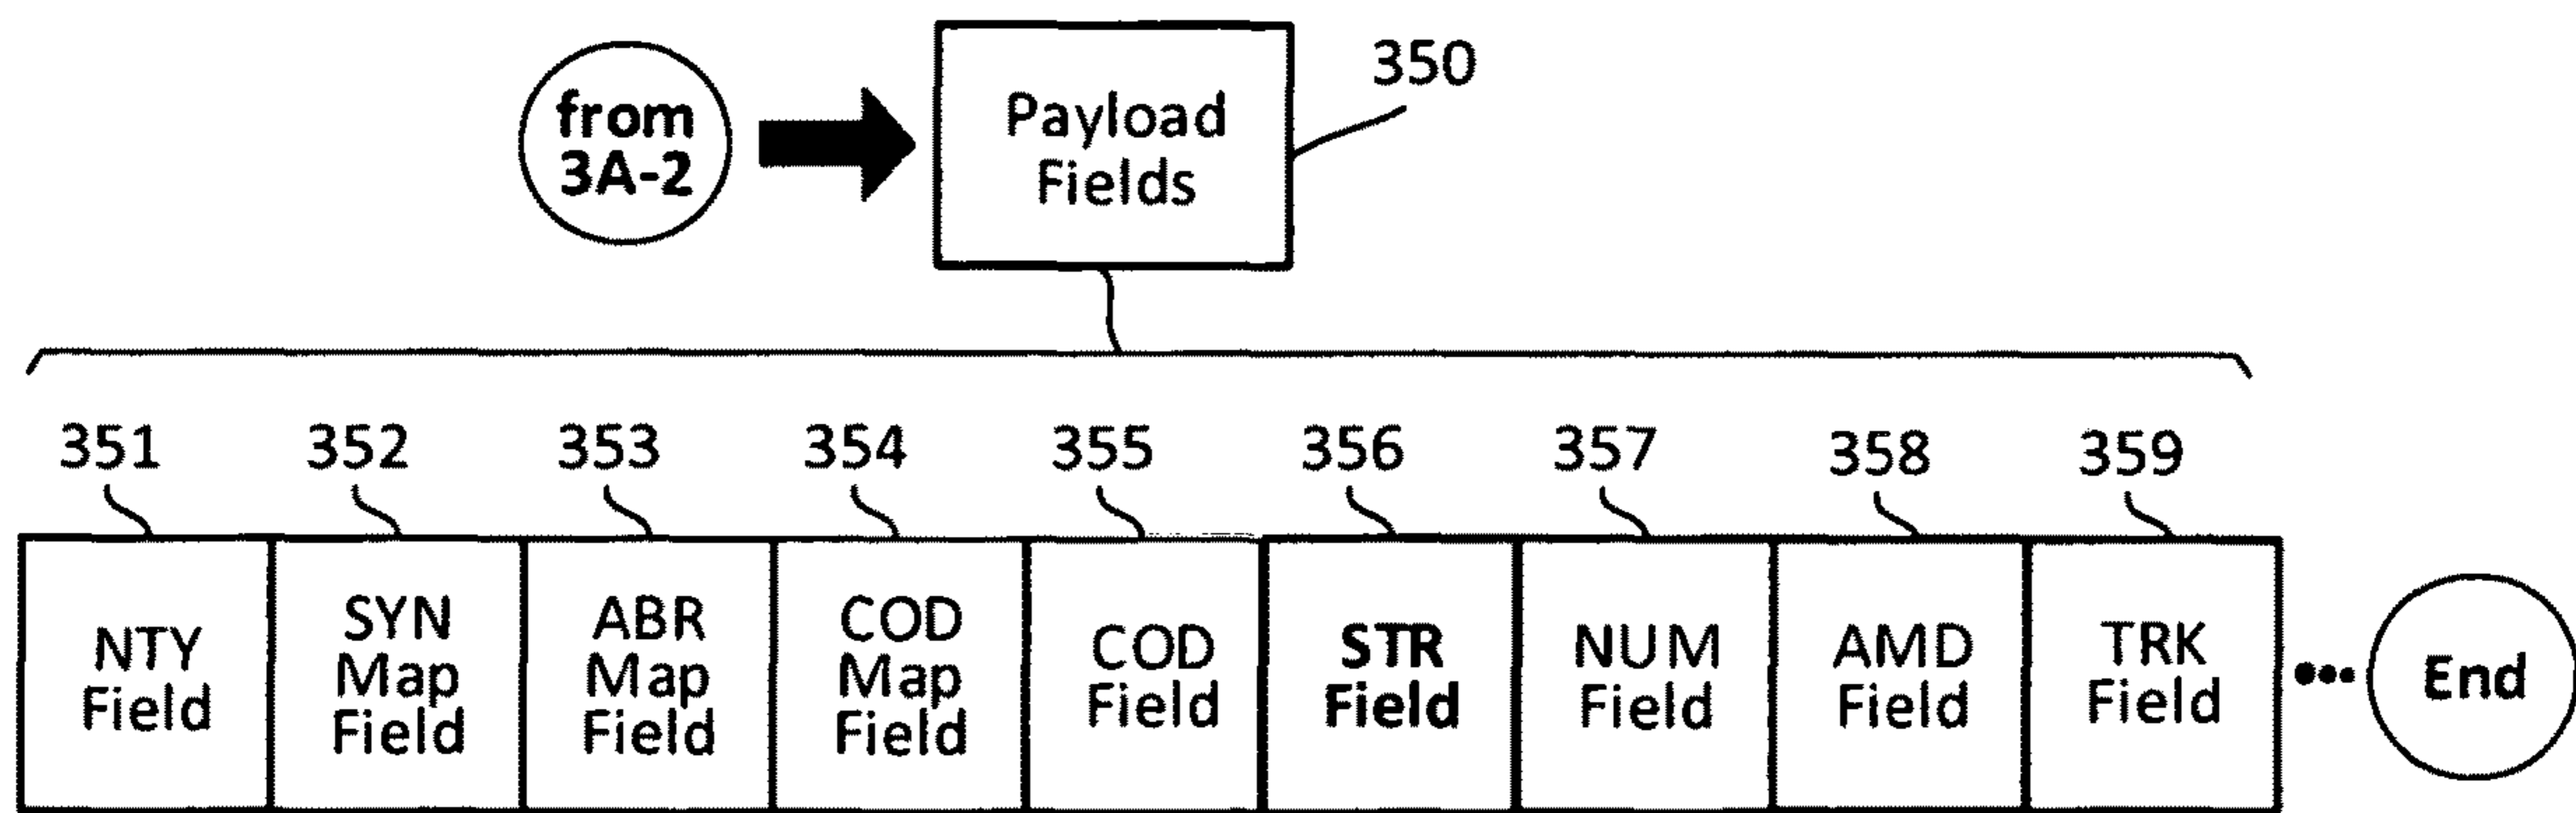 from
3A-2
Payload
Fields
350
351 352 353 354 355 356 357 358 359
NTY
Field
SYN
Map
Field
ABR
Map
Field
COD
Map
Field
COD
Field
STR
Field
NUM
Field
AMD
Field
TRK
Field
End